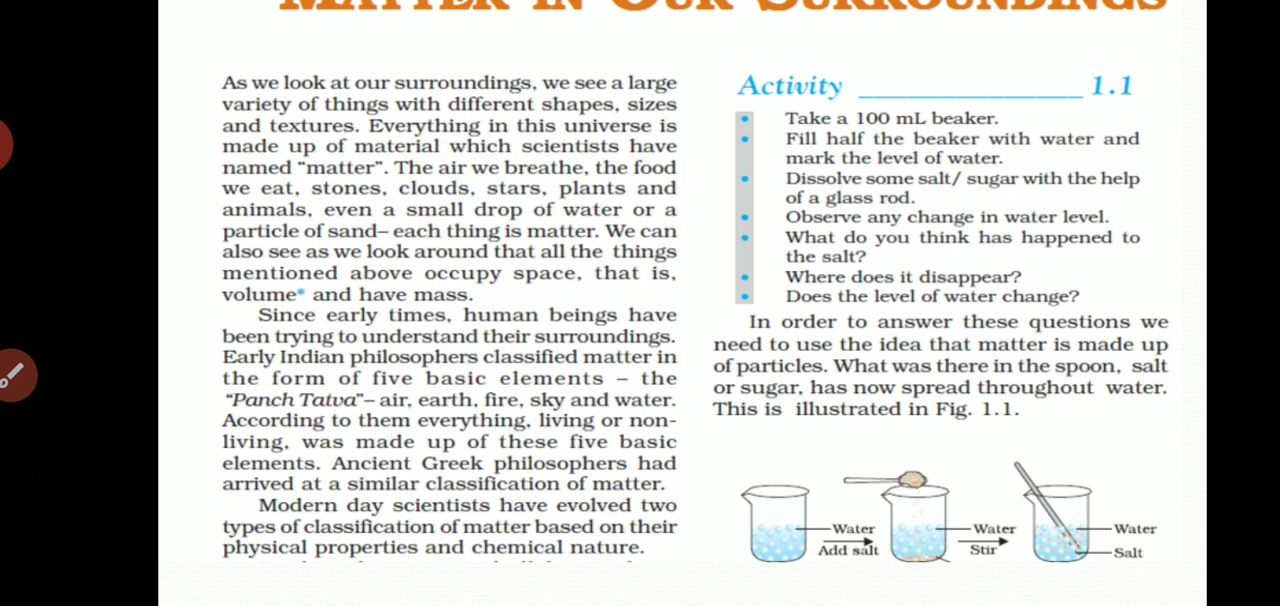 MATTER IN OUR SURROUNDINGS
As we look at our surroundings, we see a large
variety of things with different shapes, sizes
and textures. Everything in this universe is
made up of material which scientists have
named “matter”. The air we breathe, the food
we eat, stones, clouds, stars, plants and
animals, even a small drop of water or a
particle of sand– each thing is matter. We can
also see as we look around that all the things
mentioned above occupy space, that is,
volume* and have mass.
Since early times, human beings have
been trying to understand their surroundings.
Early Indian philosophers classified matter in
the form of five basic elements – the
“Panch Tatva”– air, earth, fire, sky and water.
According to them everything, living or non-
living, was made up of these five basic
elements. Ancient Greek philosophers had
arrived at a similar classification of matter.
Modern day scientists have evolved two
types of classification of matter based on their
physical properties and chemical nature.
Activity ______________ 1.1
• Take a 100 mL beaker.
• Fill half the beaker with water and
mark the level of water.
• Dissolve some salt/ sugar with the help
of a glass rod.
• Observe any change in water level.
• What do you think has happened to
the salt?
• Where does it disappear?
• Does the level of water change?
In order to answer these questions we
need to use the idea that matter is made up
of particles. What was there in the spoon, salt
or sugar, has now spread throughout water.
This is illustrated in Fig. 1.1.
Water
Add salt
Water
Stir
Water
Salt